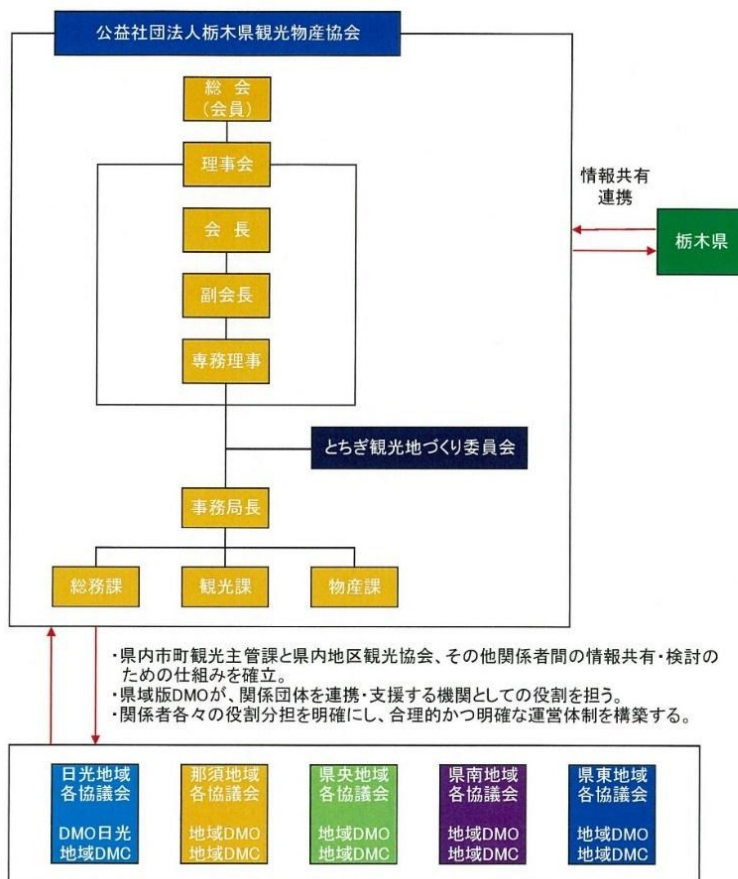 公益社団法人栃木県観光物産協会
総 会
(会員)
理事会
会 長
副会長
専務理事
とちぎ観光地づくり委員会
事務局長
総務課
観光課
物産課
情報共有
連携
栃木県
・県内市町観光主管課と県内地区観光協会、その他関係者間の情報共有・検討の
ための仕組みを確立。
・県域版DMOが、関係団体を連携・支援する機関としての役割を担う。
・関係者各々の役割分担を明確にし、合理的かつ明確な運営体制を構築する。
日光地域
各協議会
DMO日光
地域DMC
那須地域
各協議会
地域DMO
地域DMC
県央地域
各協議会
地域DMO
地域DMC
県南地域
各協議会
地域DMO
地域DMC
県東地域
各協議会
地域DMO
地域DMC